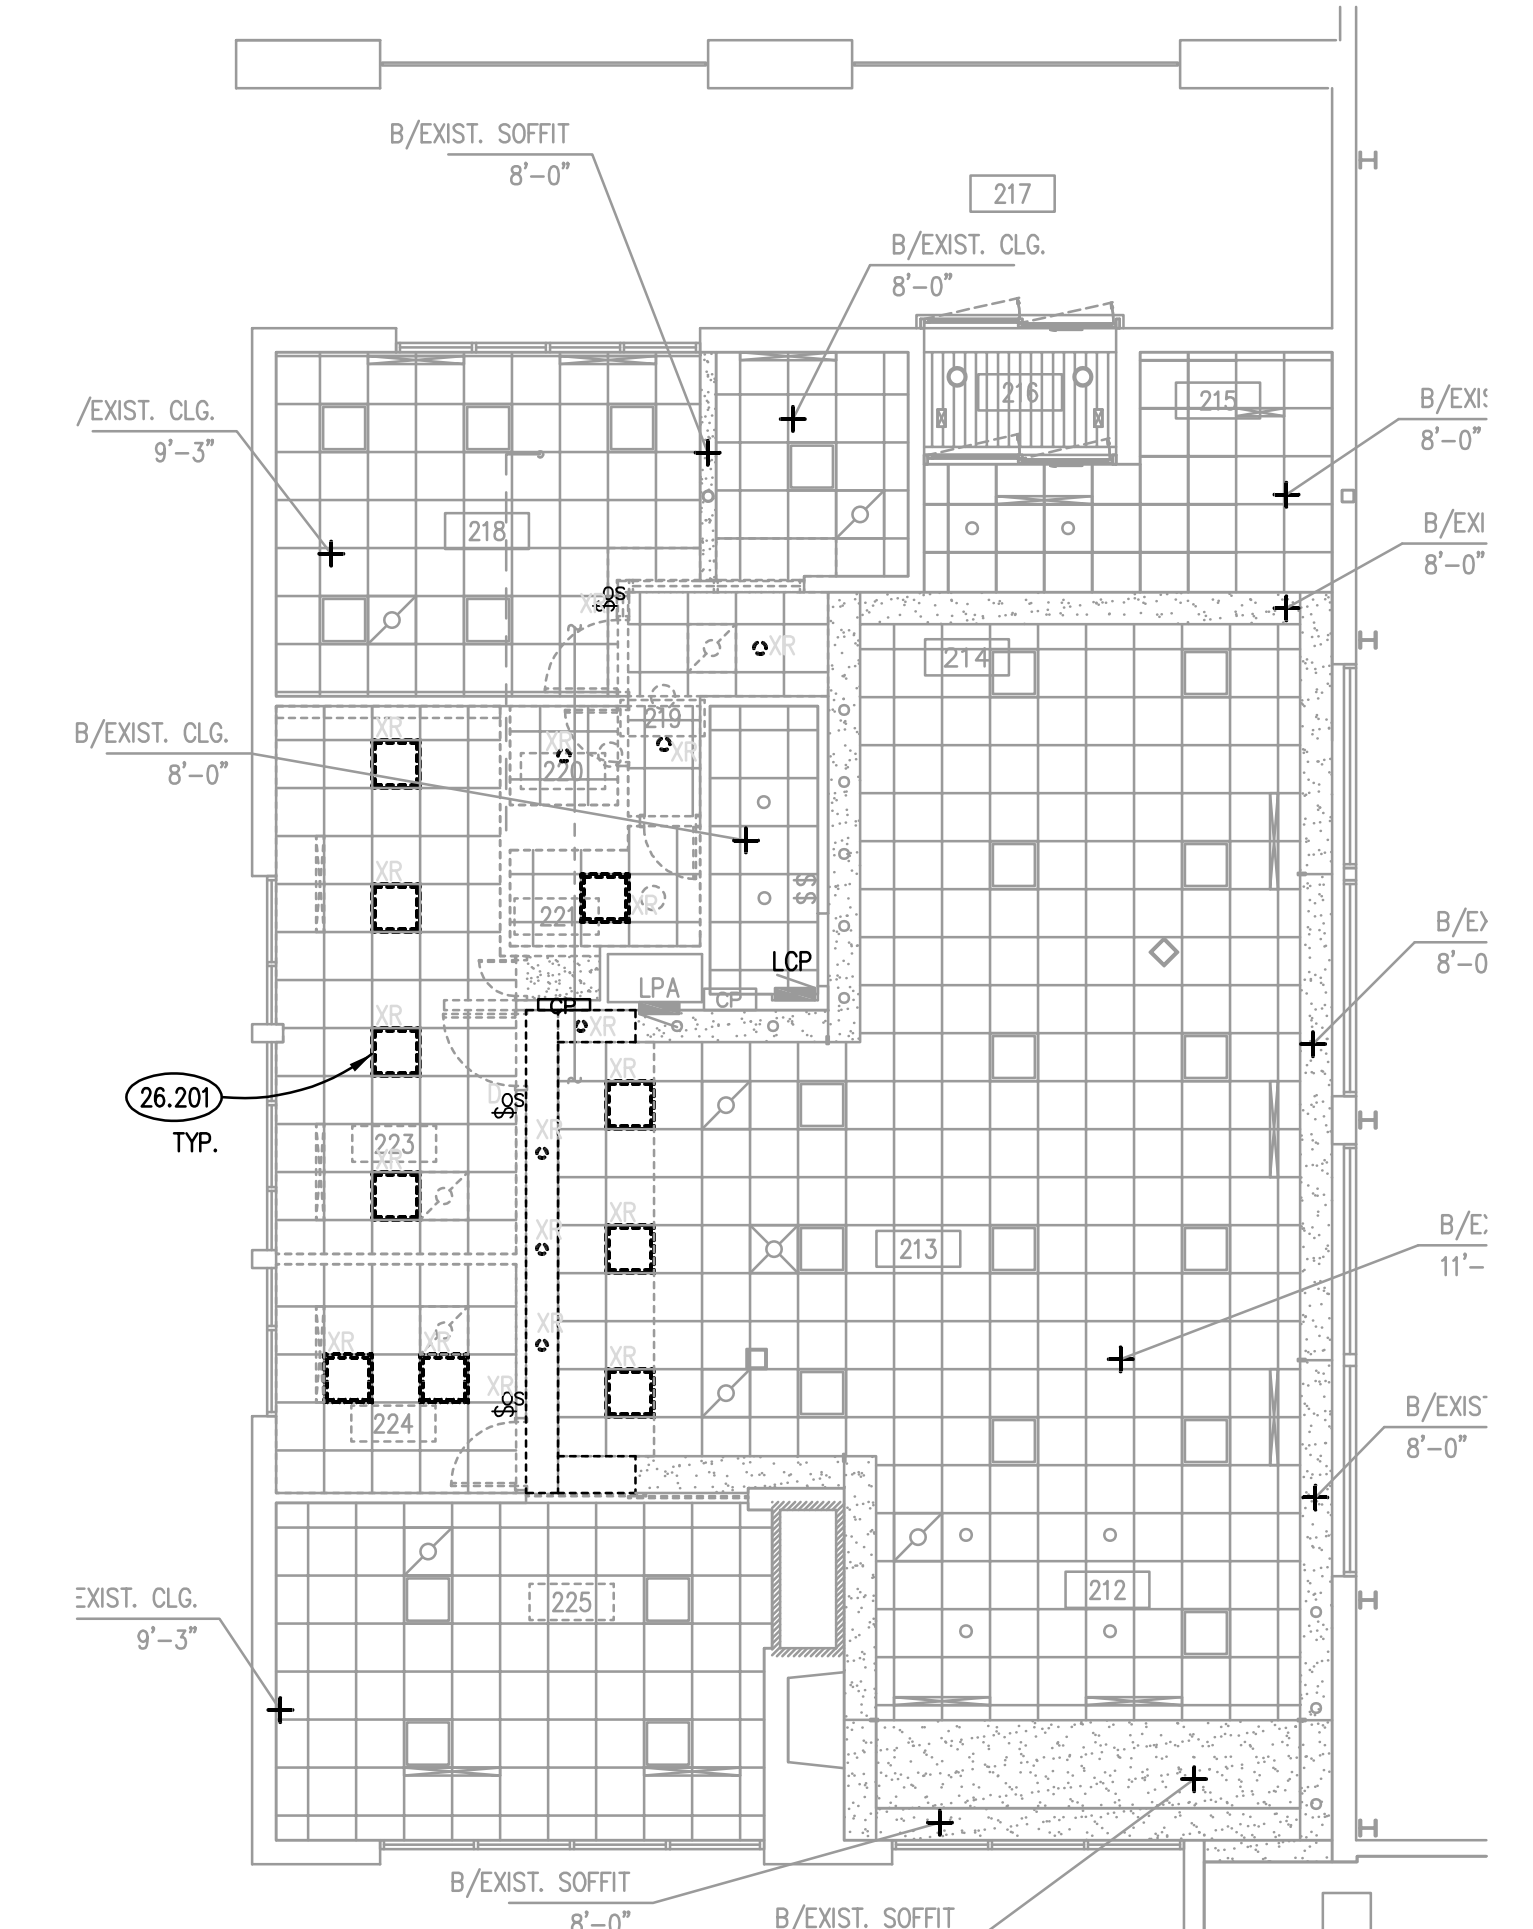 B/EXIST. SOFFIT
8'-0"
217
B/EXIST. CLG.
8'-0"
216
215
/EXIST. CLG.
9'-3"
B/EXIS
8'-0"
218
B/EXI
8'-0"
XR
$OS
XR
214
B/EXIST. CLG.
8'-0"
XR
219
XR
XR
220
XR
$
$
XR
221
B/EX
8'-0
LCP
LPA
CP
CP
XR
XR
XR
26.201
TYP.
D
$OS
XR
223
XR
XR
XR
213
B/E
11'-
XR
XR
XR
XR
XR
$OS
224
B/EXIS
8'-0"
EXIST. CLG.
9'-3"
225
212
B/EXIST. SOFFIT
8'-0"
B/EXIST. SOFFIT